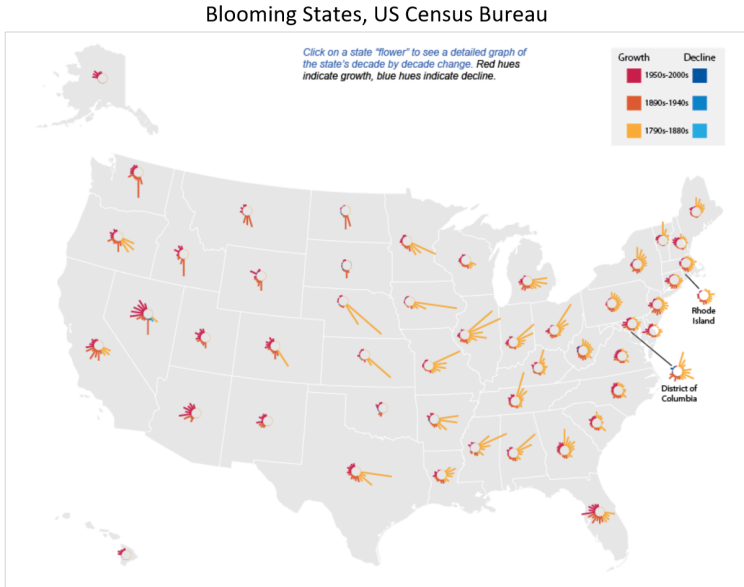 Blooming States, US Census Bureau
Click on a state "flower" to see a detailed graph of
the state's decade by decade change. Red hues
indicate growth, blue hues indicate decline.
Growth Decline
1950s-2000s
1890s-1940s
1790s-1880s
Rhode
Island
District of
Columbia